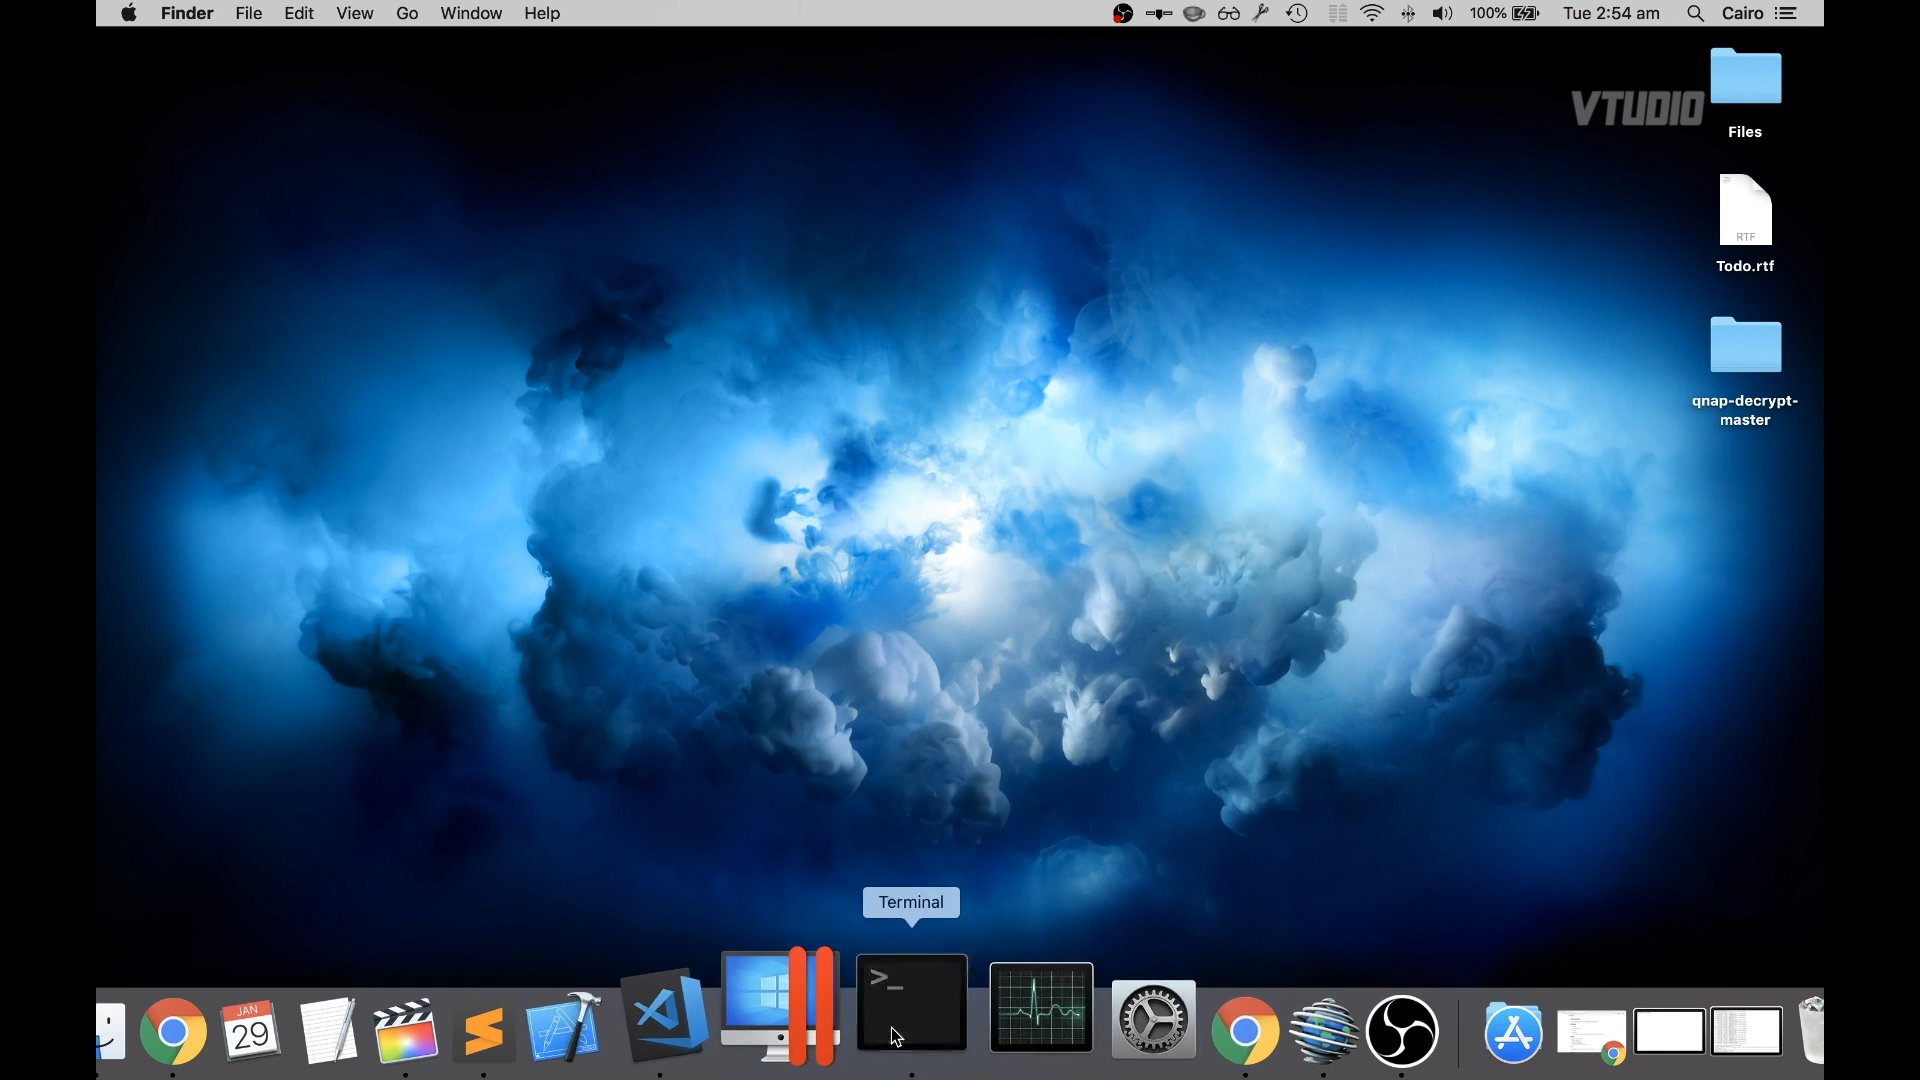 Finder File Edit View Go Window Help 100% Tue 2:54 am Cairo
VTUDIO
Files
RTF
Todo.rtf
qnap-decrypt-
master
Terminal
>_
JAN
29